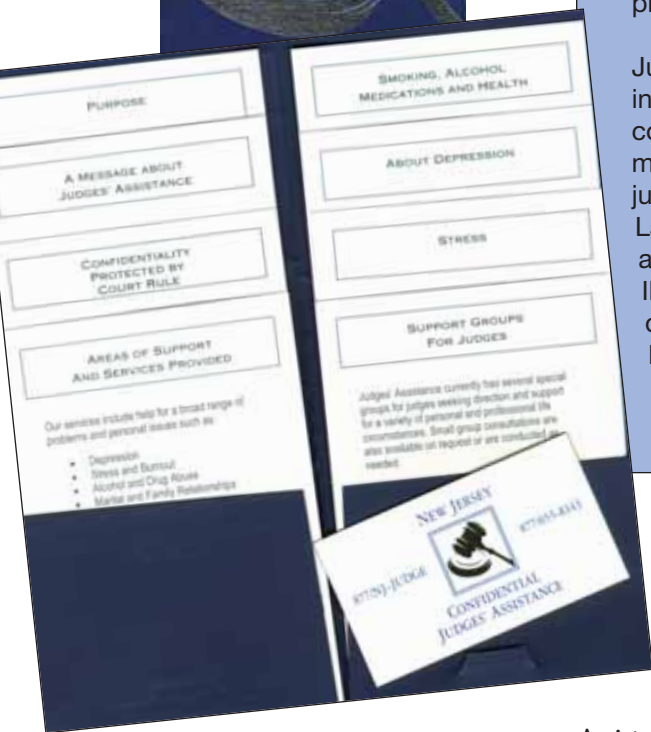 PURPOSE
A MESSAGE ABOUT
JUDGES' ASSISTANCE
CONFIDENTIALITY
PROTECTED BY
COURT RULE
AREAS OF SUPPORT
AND SERVICES PROVIDED
Our services include help for a broad range of
problems and personal issues such as:
• Depression
• Stress and Burnout
• Alcohol and Drug Abuse
• Marital and Family Relationships
SMOKING, ALCOHOL
MEDICATIONS AND HEALTH
ABOUT DEPRESSION
STRESS
SUPPORT GROUPS
FOR JUDGES
Judges' Assistance currently has several special
groups for judges seeking direction and support
for a variety of personal and professional life
circumstances. Small group consultations are
also available on request or are conducted as
needed.
NEW JERSEY
877/NJ-JUDGE
CONFIDENTIAL
JUDGES' ASSISTANCE